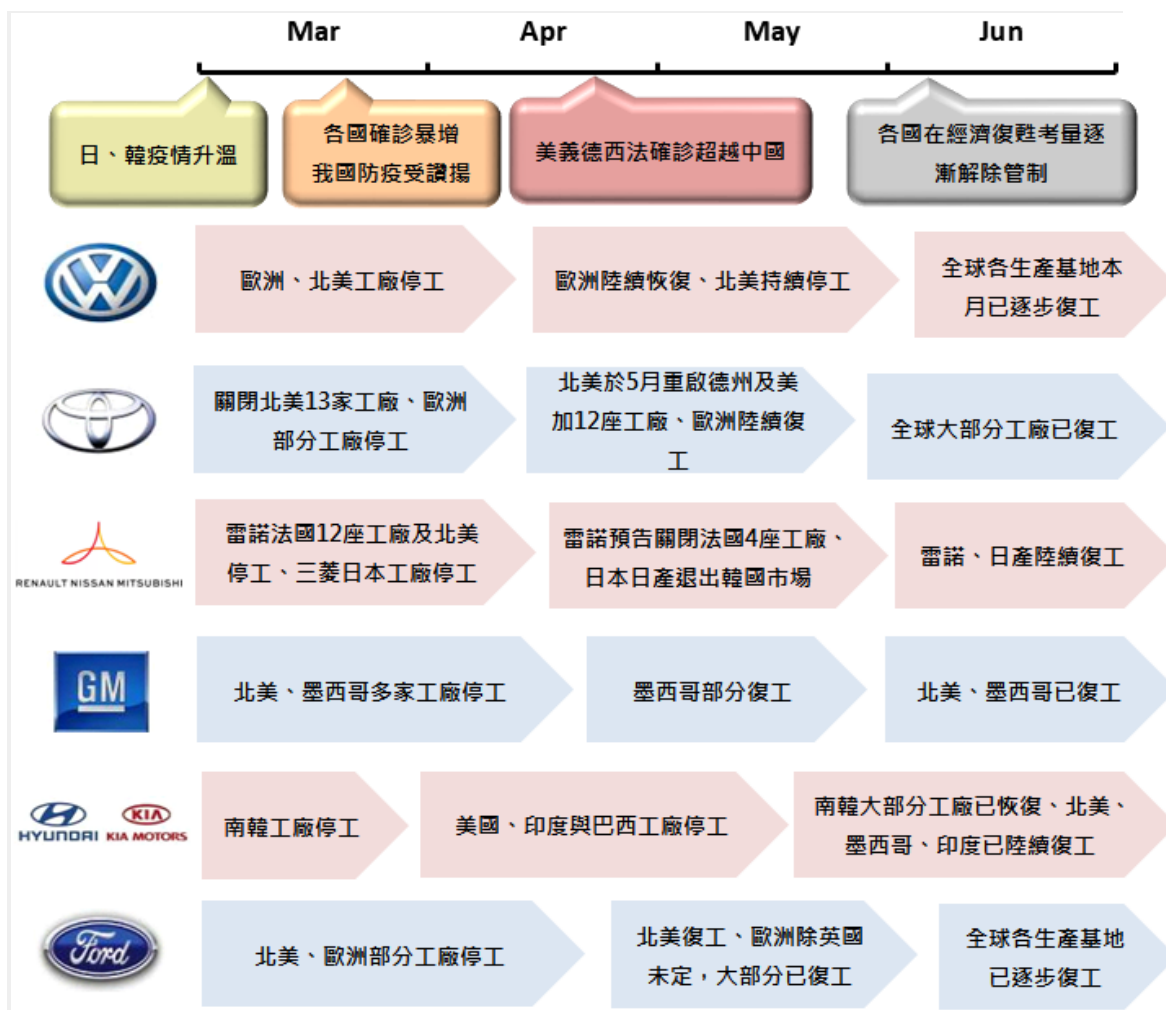 Mar Apr May Jun
日、韓疫情升溫
各國確診暴增
我國防疫受讚揚
美義德西法確診超越中國
各國在經濟復甦考量逐
漸解除管制
歐洲、北美工廠停工
歐洲陸續恢復、北美持續停工
全球各生產基地本
月已逐步復工
關閉北美13家工廠、歐洲
部分工廠停工
北美於5月重啟德州及美
加12座工廠、歐洲陸續復
工
全球大部分工廠已復工
RENAULT NISSAN MITSUBISHI
雷諾法國12座工廠及北美
停工、三菱日本工廠停工
雷諾預告關閉法國4座工廠、
日本日產退出韓國市場
雷諾、日產陸續復工
GM
北美、墨西哥多家工廠停工
墨西哥部分復工
北美、墨西哥已復工
HYUNDAI
KIA
KIA MOTORS
南韓工廠停工
美國、印度與巴西工廠停工
南韓大部分工廠已恢復、北美、
墨西哥、印度已陸續復工
Ford
北美、歐洲部分工廠停工
北美復工、歐洲除英國
未定，大部分已復工
全球各生產基地
已逐步復工